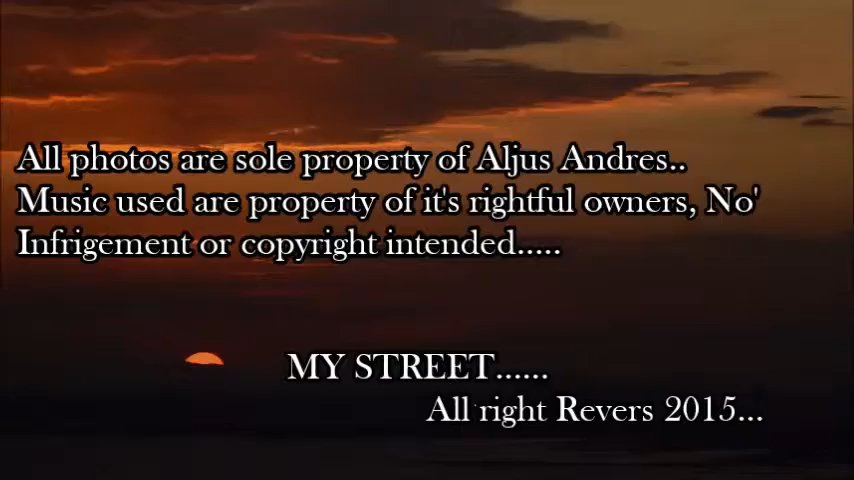 All photos are sole property of Aljus Andres..
Music used are property of it's rightful owners, No'
Infrigement or copyright intended.....
MY STREET......
All right Revers 2015...